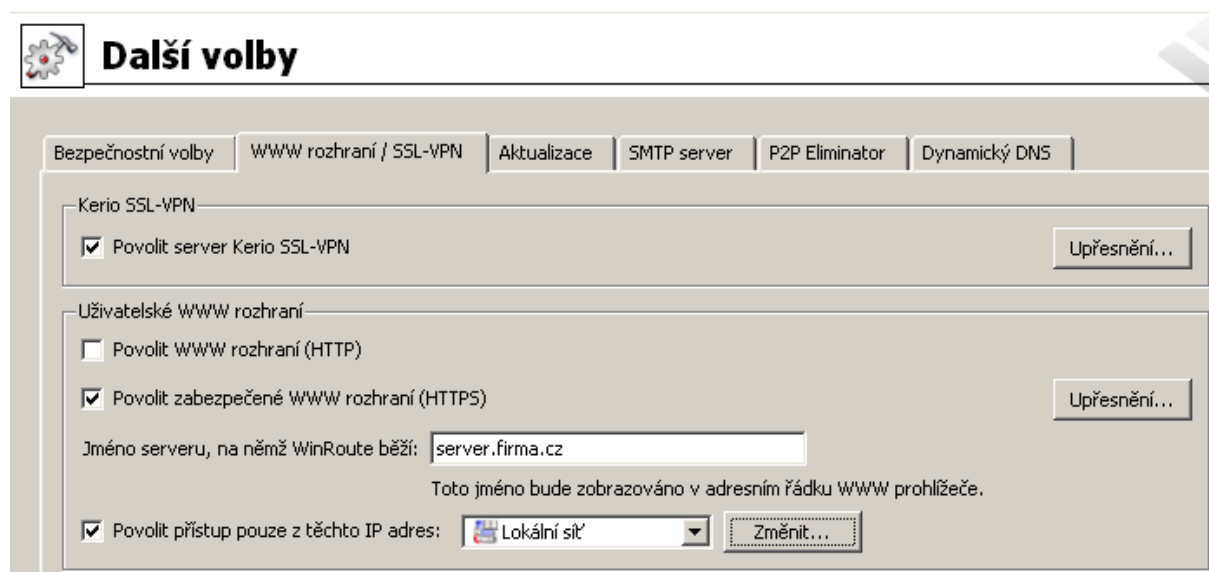 Další volby
Bezpečnostní volby WWW rozhraní / SSL-VPN Aktualizace SMTP server P2P Eliminator Dynamický DNS
Kerio SSL-VPN
Povolit server Kerio SSL-VPN Upřesnění...
Uživatelské WWW rozhraní
Povolit WWW rozhraní (HTTP)
Povolit zabezpečené WWW rozhraní (HTTPS) Upřesnění...
Jméno serveru, na němž WinRoute běží: server.firma.cz
Toto jméno bude zobrazováno v adresním řádku WWW prohlížeče.
Povolit přístup pouze z těchto IP adres: Lokální síť Změnit...